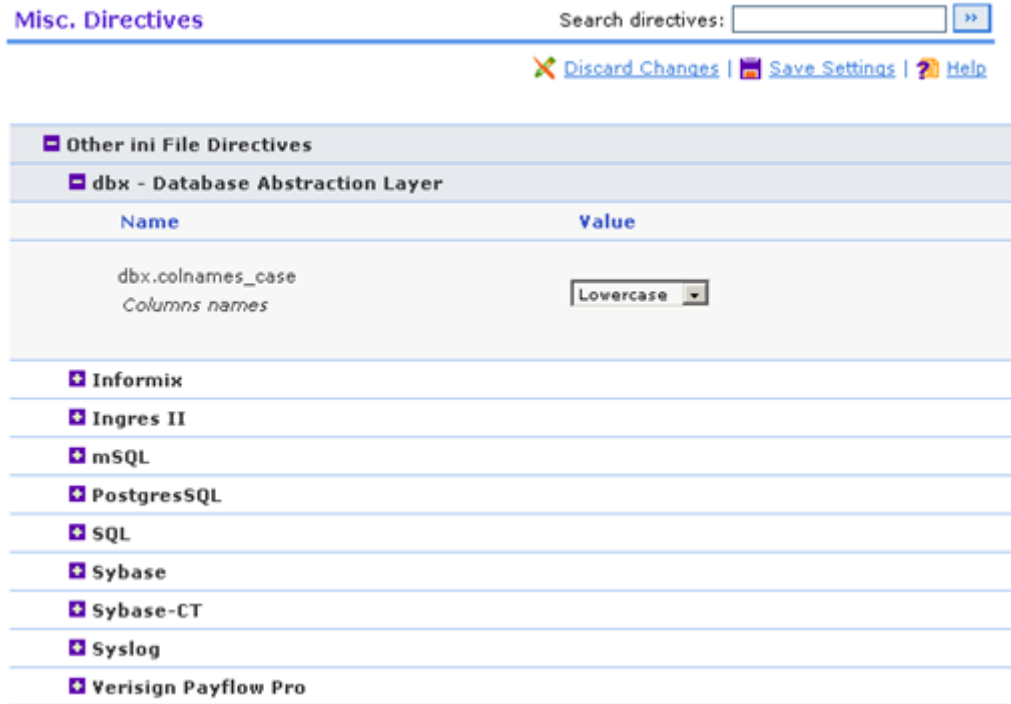 Misc. Directives Search directives: »
Discard Changes | Save Settings | Help
Other ini File Directives
dbx - Database Abstraction Layer
Name Value
dbx.colnames_case Lowercase
Columns names
Informix
Ingres II
mSQL
PostgresSQL
SQL
Sybase
Sybase-CT
Syslog
Verisign Payflow Pro